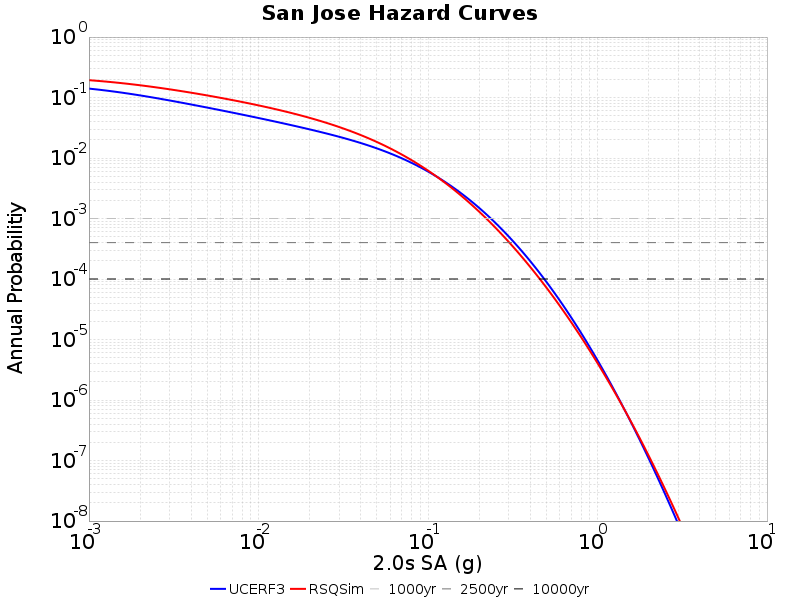 San Jose Hazard Curves
10^0
10^-1
10^-2
10^-3
10^-4
10^-5
10^-6
10^-7
10^-8
Annual Probabilitiy
10^-3 10^-2 10^-1 10^0 10^1
2.0s SA (g)
UCERF3 RSQSim 1000yr 2500yr 10000yr